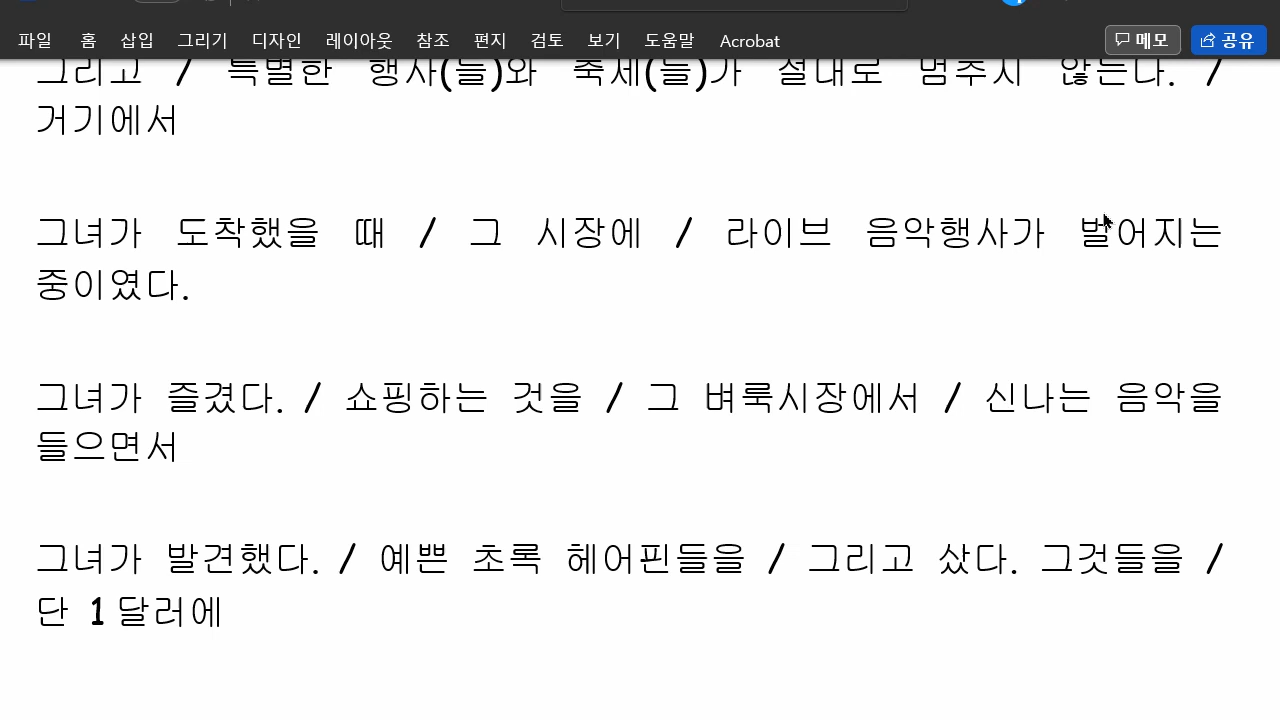 파일 홈 삽입 그리기 디자인 레이아웃 참조 편지 검토 보기 도움말 Acrobat 메모 공유
그리고 / 특별한 행사(들)와 축제(들)가 절대로 멈추지 않는다. /
거기에서
그녀가 도착했을 때 / 그 시장에 / 라이브 음악행사가 벌어지는
중이였다.
그녀가 즐겼다. / 쇼핑하는 것을 / 그 벼룩시장에서 / 신나는 음악을
들으면서
그녀가 발견했다. / 예쁜 초록 헤어핀들을 / 그리고 샀다. 그것들을 /
단 1달러에